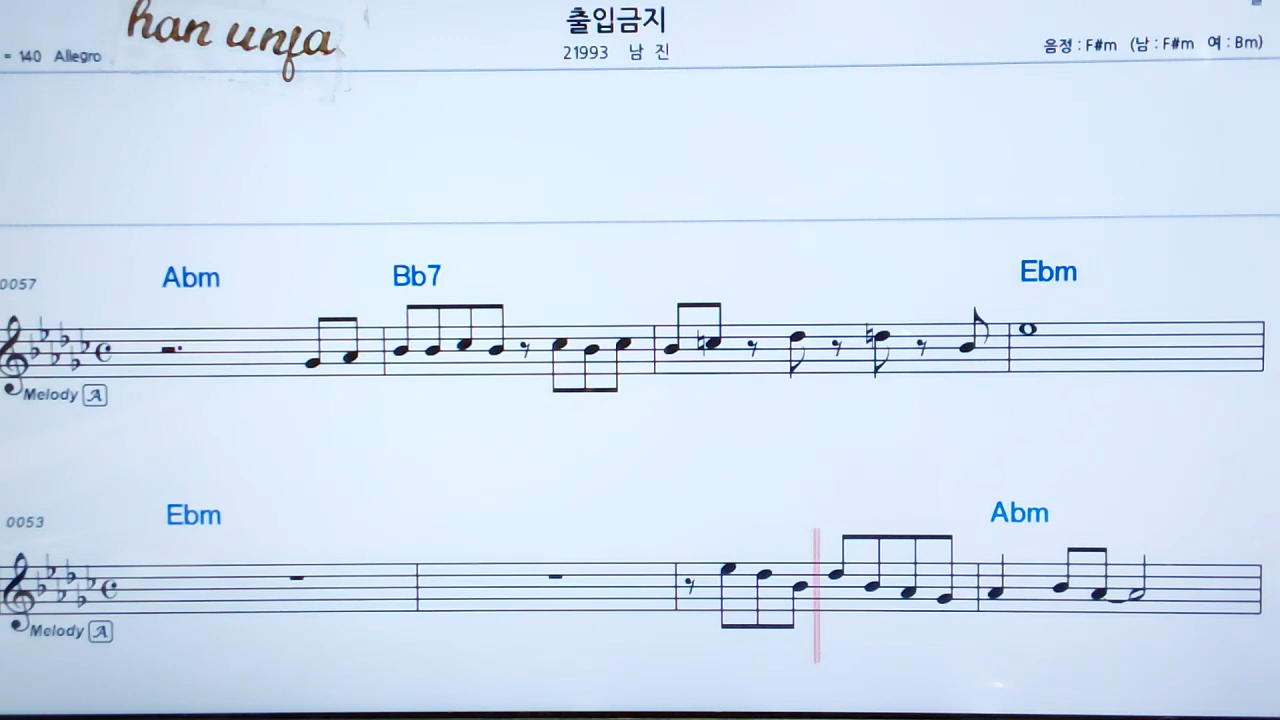 han unfa
출입금지
= 140 Allegro
21993 남 진
음정 : F#m (남 : F#m 여 : Bm)
0057
Abm Bb7 Ebm
Melody A
0053
Ebm Abm
Melody A